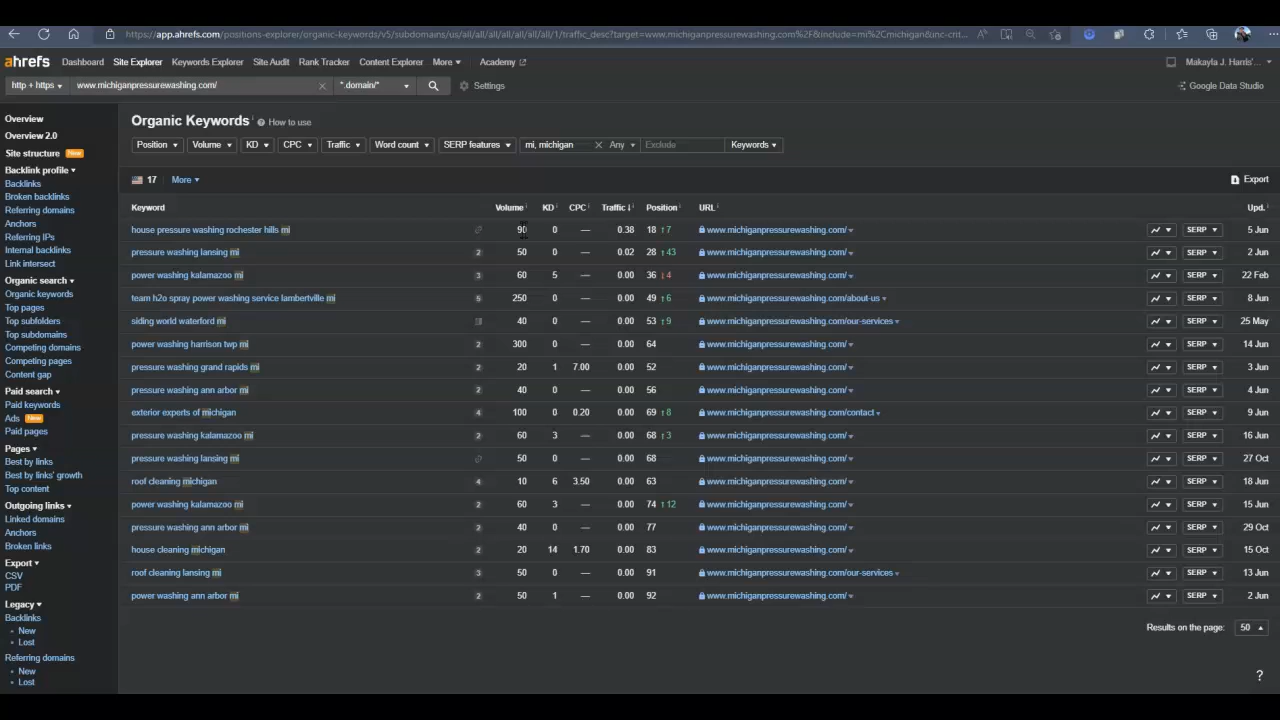 https://app.ahrefs.com/positions-explorer/organic-keywords/v5/subdomains/us/all/all/all/all/all/all/all/1/traffic_desc?target=www.michiganpressurewashing.com%2F&include=mi%2Cmichigan&unc-crit...
ahrefs Dashboard Site Explorer Keywords Explorer Site Audit Rank Tracker Content Explorer More Academy Makayla J. Harris'...
http + https www.michiganpressurewashing.com/ *.domain/* Settings Google Data Studio
Overview
Overview 2.0
Site structure New
Backlink profile
Backlinks
Broken backlinks
Referring domains
Anchors
Referring IPs
Internal backlinks
Link intersect
Organic search
Organic keywords
Top pages
Top subfolders
Top subdomains
Competing domains
Competing pages
Content gap
Paid search
Paid keywords
Ads New
Paid pages
Pages
Best by links
Best by links' growth
Top content
Outgoing links
Linked domains
Anchors
Broken links
Export
CSV
PDF
Legacy
Backlinks
New
Lost
Referring domains
New
Lost
Organic Keywords i How to use
Position Volume KD CPC Traffic Word count SERP features mi, michigan Any Exclude Keywords
17 More Export
Keyword Volume KD CPC Traffic Position URL Upd.
house pressure washing rochester hills mi 90 0 — 0.38 18 ↑7 www.michiganpressurewashing.com/ SERP 5 Jun
pressure washing lansing mi 2 50 0 — 0.02 28 ↑43 www.michiganpressurewashing.com/ SERP 2 Jun
power washing kalamazoo mi 3 60 5 — 0.00 36 ↓4 www.michiganpressurewashing.com/ SERP 22 Feb
team h2o spray power washing service lambertville mi 5 250 0 — 0.00 49 ↑6 www.michiganpressurewashing.com/about-us SERP 8 Jun
siding world waterford mi 40 0 — 0.00 53 ↑9 www.michiganpressurewashing.com/our-services SERP 25 May
power washing harrison twp mi 2 300 0 — 0.00 64 www.michiganpressurewashing.com/ SERP 14 Jun
pressure washing grand rapids mi 2 20 1 7.00 0.00 52 www.michiganpressurewashing.com/ SERP 3 Jun
pressure washing ann arbor mi 2 40 0 — 0.00 56 www.michiganpressurewashing.com/ SERP 4 Jun
exterior experts of michigan 4 100 0 0.20 0.00 69 ↑8 www.michiganpressurewashing.com/contact SERP 9 Jun
pressure washing kalamazoo mi 2 60 3 — 0.00 68 ↑3 www.michiganpressurewashing.com/ SERP 16 Jun
pressure washing lansing mi 50 0 — 0.00 68 www.michiganpressurewashing.com/ SERP 27 Oct
roof cleaning michigan 4 10 6 3.50 0.00 63 www.michiganpressurewashing.com/ SERP 18 Jun
power washing kalamazoo mi 2 60 3 — 0.00 74 ↑12 www.michiganpressurewashing.com/ SERP 15 Jun
pressure washing ann arbor mi 2 40 0 — 0.00 77 www.michiganpressurewashing.com/ SERP 29 Oct
house cleaning michigan 2 20 14 1.70 0.00 83 www.michiganpressurewashing.com/ SERP 15 Oct
roof cleaning lansing mi 3 50 0 — 0.00 91 www.michiganpressurewashing.com/our-services SERP 13 Jun
power washing ann arbor mi 2 50 1 — 0.00 92 www.michiganpressurewashing.com/ SERP 2 Jun
Results on the page: 50
?